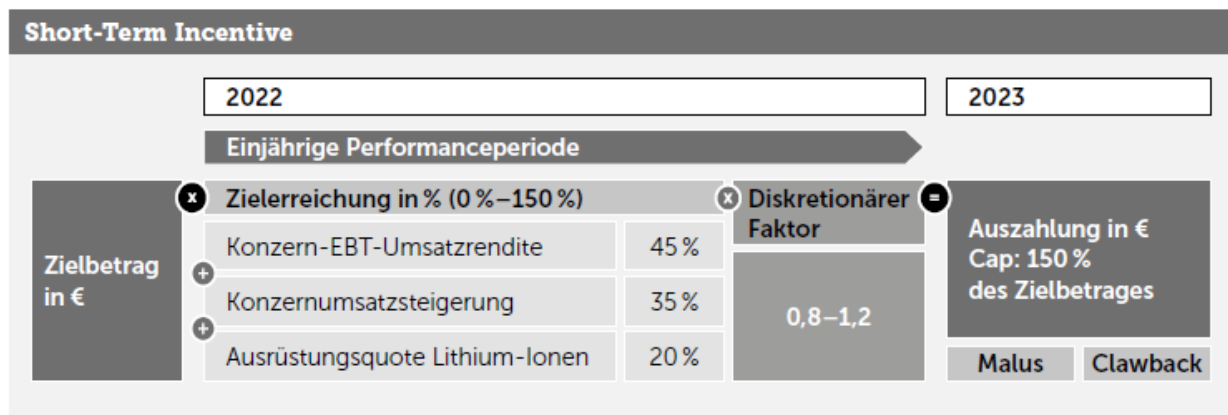 Short-Term Incentive
2022
2023
Einjährige Performanceperiode
Zielbetrag
in €
x
Zielerreichung in % (0 %–150 %)
Konzern-EBT-Umsatzrendite
45 %
+
Konzernumsatzsteigerung
35 %
+
Ausrüstungsquote Lithium-Ionen
20 %
x
Diskretionärer
Faktor
0,8–1,2
=
Auszahlung in €
Cap: 150 %
des Zielbetrages
Malus
Clawback